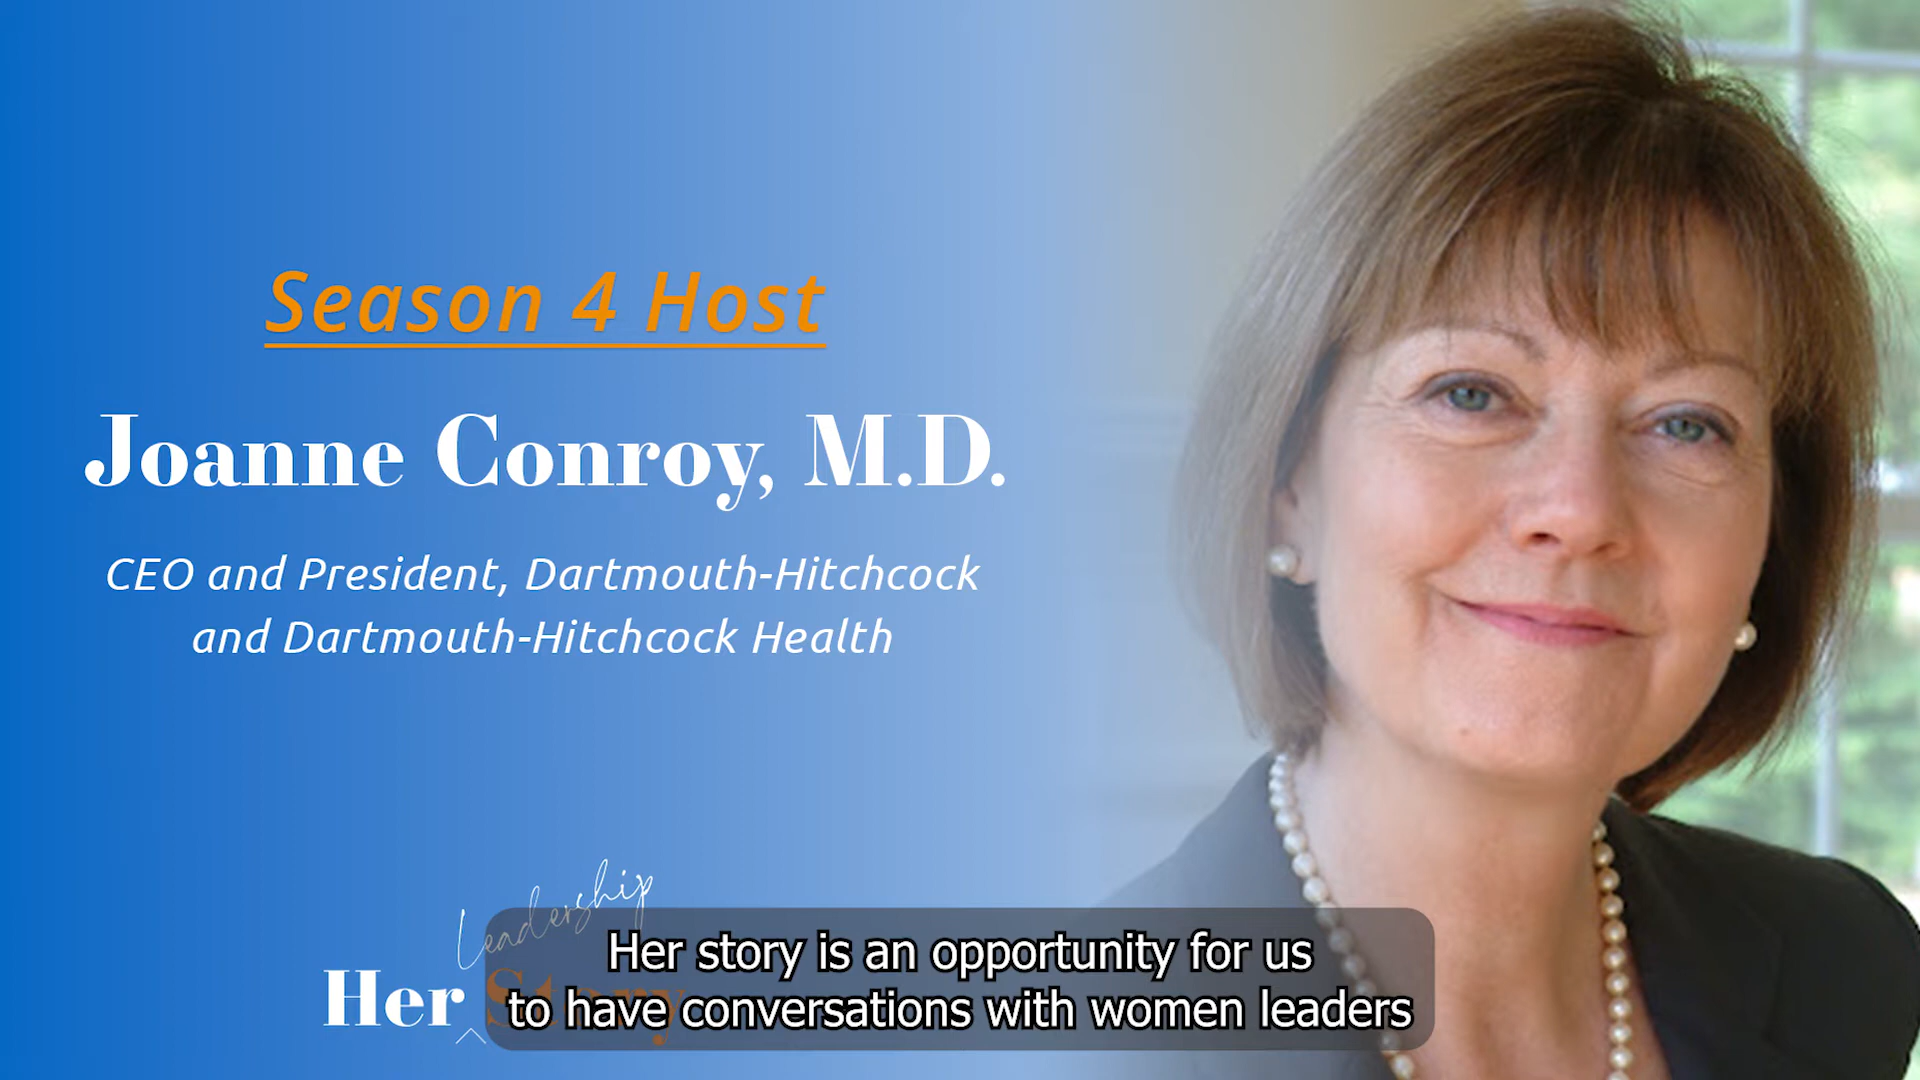 Season 4 Host
Joanne Conroy, M.D.
CEO and President, Dartmouth-Hitchcock
and Dartmouth-Hitchcock Health
Leadership
Her Story
Her story is an opportunity for us
to have conversations with women leaders